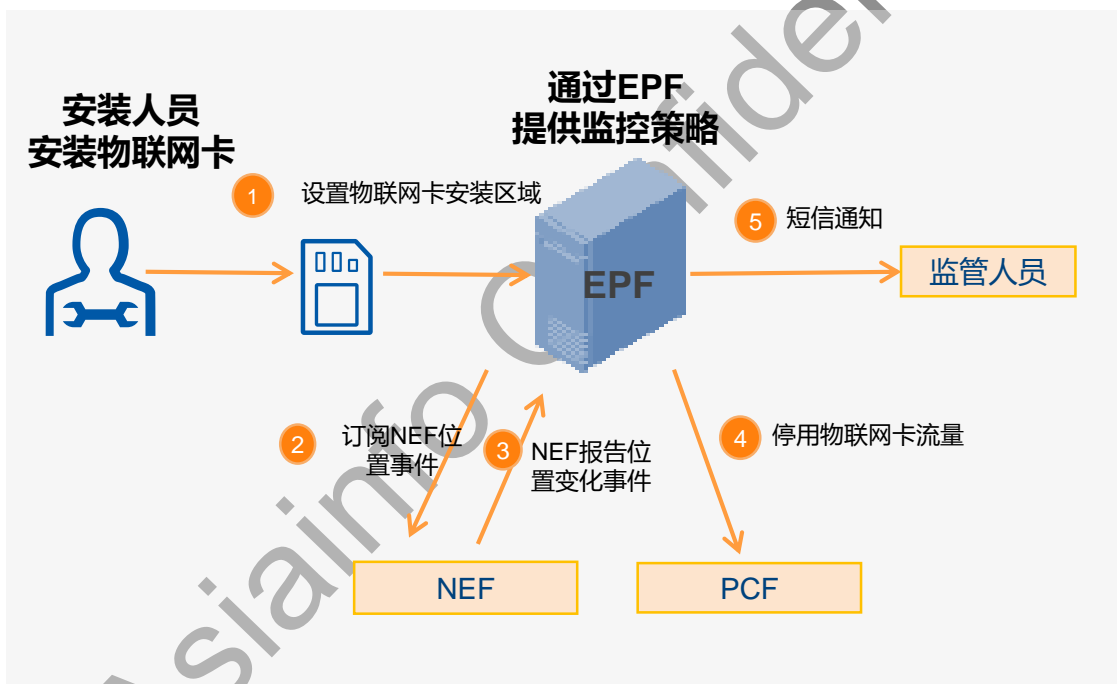 安装人员
安装物联网卡
通过EPF
提供监控策略
1
设置物联网卡安装区域
EPF
5
短信通知
监管人员
2
订阅NEF位
置事件
3
NEF报告位
置变化事件
4
停用物联网卡流量
NEF
PCF